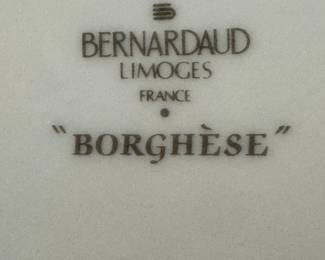 BERNARDAUD
LIMOGES
FRANCE
"BORGHÈSE"